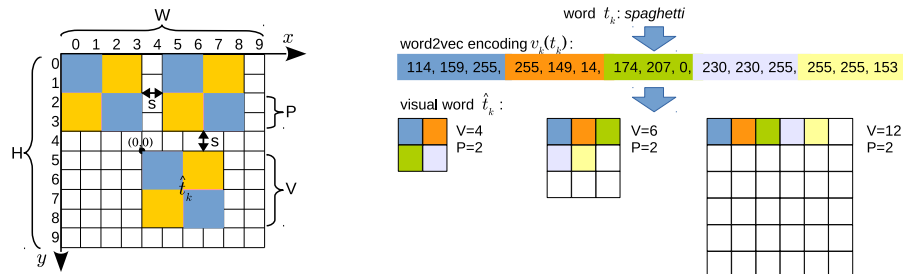 W
x
0 1 2 3 4 5 6 7 8 9
0
1
2
3
4
5
6
7
8
9
H
y
s
P
(0,0)
s
t̂ₖ
V
word tₖ: spaghetti
word2vec encoding vₖ(tₖ):
114, 159, 255, 255, 149, 14, 174, 207, 0, 230, 230, 255, 255, 255, 153
visual word t̂ₖ:
V=4
P=2
V=6
P=2
V=12
P=2